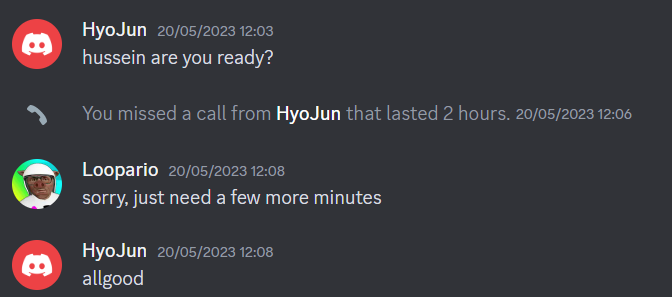 HyoJun 20/05/2023 12:03
hussein are you ready?
You missed a call from HyoJun that lasted 2 hours. 20/05/2023 12:06
Loopario 20/05/2023 12:08
sorry, just need a few more minutes
HyoJun 20/05/2023 12:08
allgood